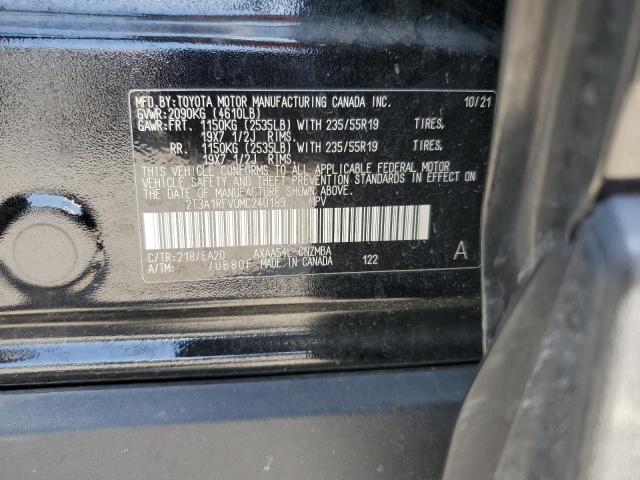 MFD.BY:TOYOTA MOTOR MANUFACTURING CANADA INC. 10/21
GVWR:2090KG (4610LB)
GAWR:FRT. 1150KG (2535LB) WITH 235/55R19 TIRES,
19X7 1/2J RIMS
RR. 1150KG (2535LB) WITH 235/55R19 TIRES,
19X7 1/2J RIMS
THIS VEHICLE CONFORMS TO ALL APPLICABLE FEDERAL MOTOR
VEHICLE SAFETY AND THEFT PREVENTION STANDARDS IN EFFECT ON
THE DATE OF MANUFACTURE SHOWN ABOVE.
2T3A1RFV0MC240189 MPV
C/TR:218/EA20 AXAA54L-CNZMBA A
A/TM: /UB80F MADE IN CANADA 122